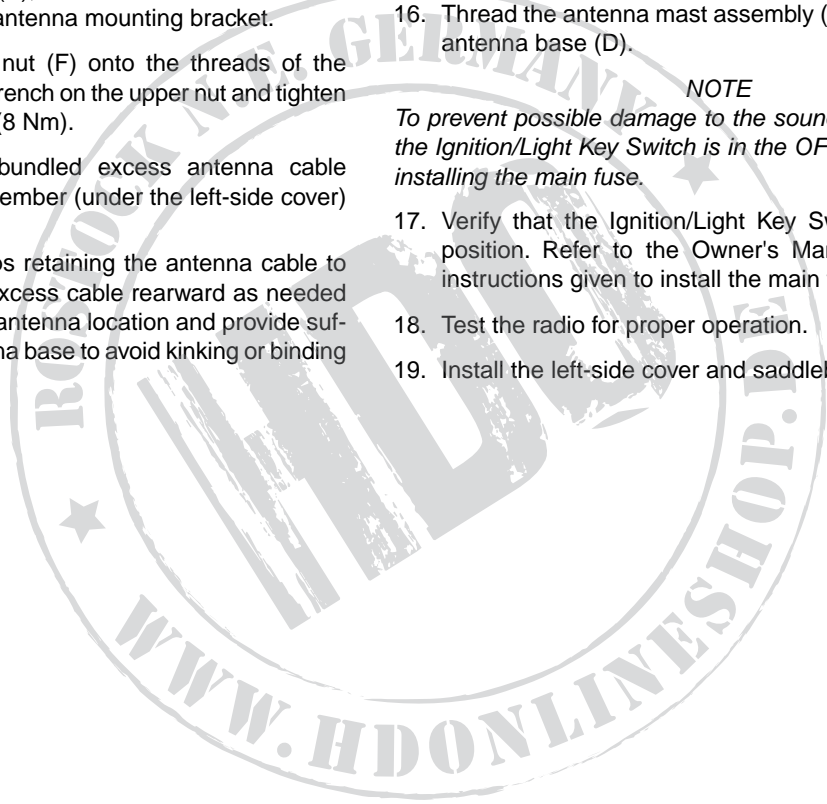 antenna mounting bracket.
nut (F) onto the threads of the
rench on the upper nut and tighten
(8 Nm).
bundled excess antenna cable
ember (under the left-side cover)
os retaining the antenna cable to
xcess cable rearward as needed
antenna location and provide suf-
na base to avoid kinking or binding
16. Thread the antenna mast assembly (
antenna base (D).
NOTE
To prevent possible damage to the soun
the Ignition/Light Key Switch is in the OF
installing the main fuse.
17. Verify that the Ignition/Light Key Sw
position. Refer to the Owner's Man
instructions given to install the main
18. Test the radio for proper operation.
19. Install the left-side cover and saddleb
ROSTOCK N.E. GERMANY
HDO
WWW.HDONLINESHOP.DE